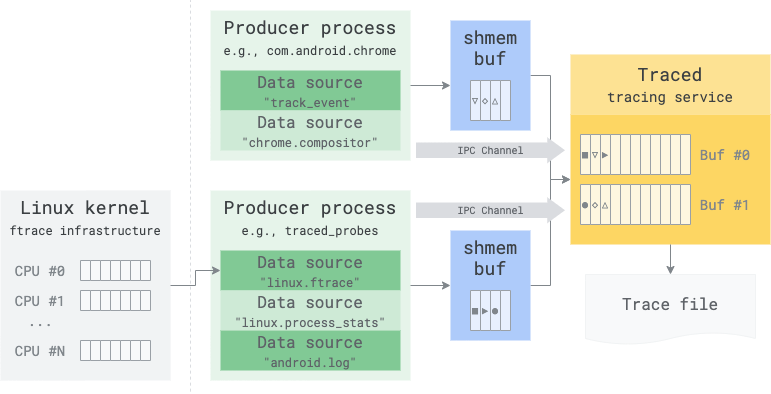 Producer process
e.g., com.android.chrome
Data source
"track_event"
Data source
"chrome.compositor"
shmem
buf
IPC Channel
Traced
tracing service
Buf #0
Buf #1
Linux kernel
ftrace infrastructure
CPU #0
CPU #1
...
CPU #N
Producer process
e.g., traced_probes
Data source
"linux.ftrace"
Data source
"linux.process_stats"
Data source
"android.log"
IPC Channel
shmem
buf
Trace file